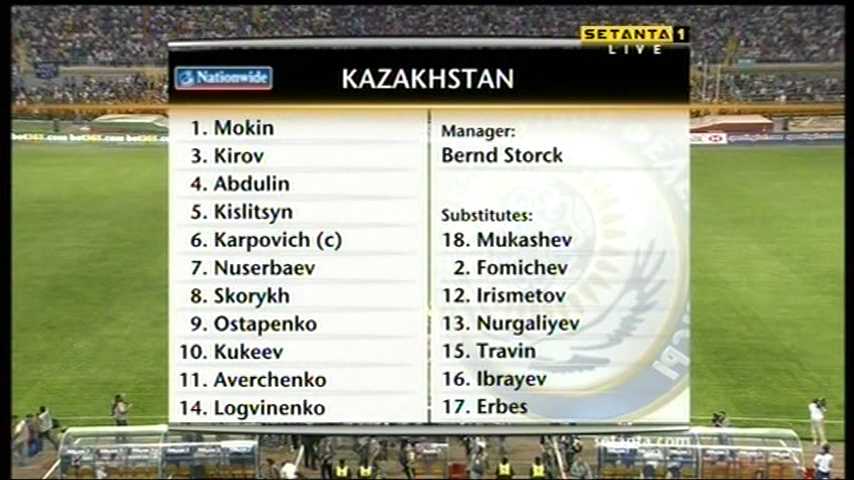 SETANTA 1
LIVE
Nationwide
KAZAKHSTAN
1. Mokin
3. Kirov
4. Abdulin
5. Kislitsyn
6. Karpovich (c)
7. Nuserbaev
8. Skorykh
9. Ostapenko
10. Kukeev
11. Averchenko
14. Logvinenko
Manager:
Bernd Storck
Substitutes:
18. Mukashev
2. Fomichev
12. Irismetov
13. Nurgaliyev
15. Travin
16. Ibrayev
17. Erbes
bet365.com
setanta.com